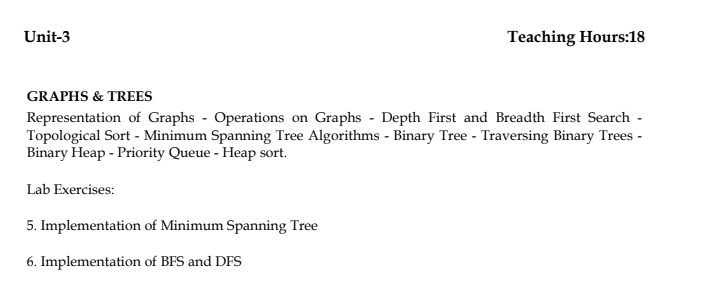 Unit-3 Teaching Hours:18
GRAPHS & TREES
Representation of Graphs - Operations on Graphs - Depth First and Breadth First Search -
Topological Sort - Minimum Spanning Tree Algorithms - Binary Tree - Traversing Binary Trees -
Binary Heap - Priority Queue - Heap sort.
Lab Exercises:
5. Implementation of Minimum Spanning Tree
6. Implementation of BFS and DFS